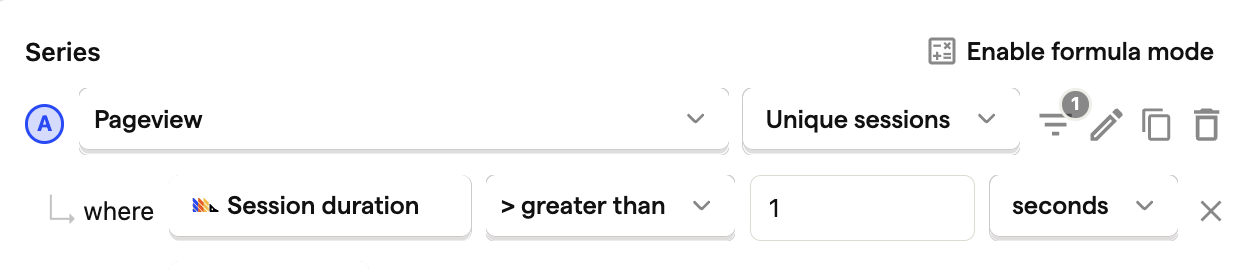 Series
Enable formula mode
A Pageview Unique sessions 1
where Session duration > greater than 1 seconds